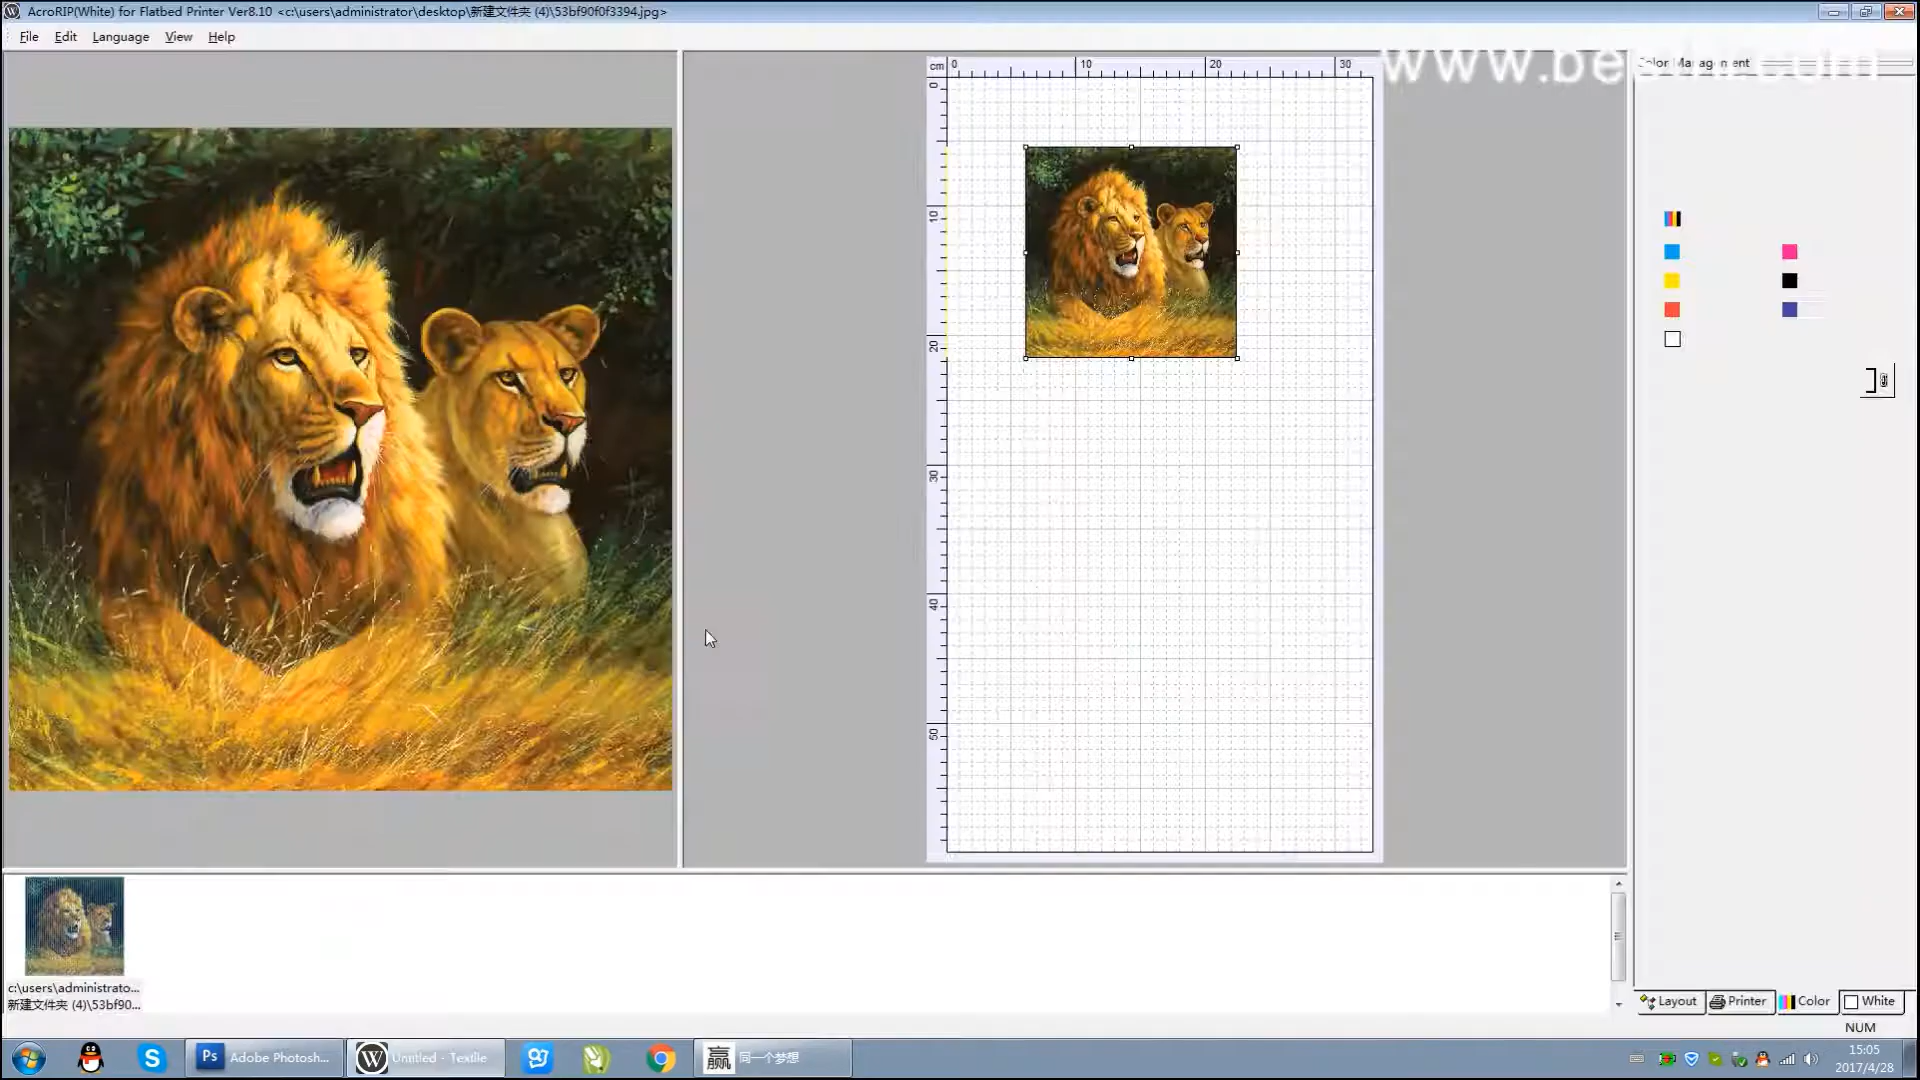 AcroRIP(White) for Flatbed Printer Ver8.10 <c:\users\administrator\desktop\新建文件夹 (4)\53bf90f0f3394.jpg>
File Edit Language View Help
cm 0 10 20 30
Color Management
0
10
20
30
40
50
c:\users\administrato...
新建文件夹 (4)\53bf90...
Layout Printer Color White
NUM
Adobe Photosh... Untitled - Textile 同一个梦想
15:05
2017/4/28